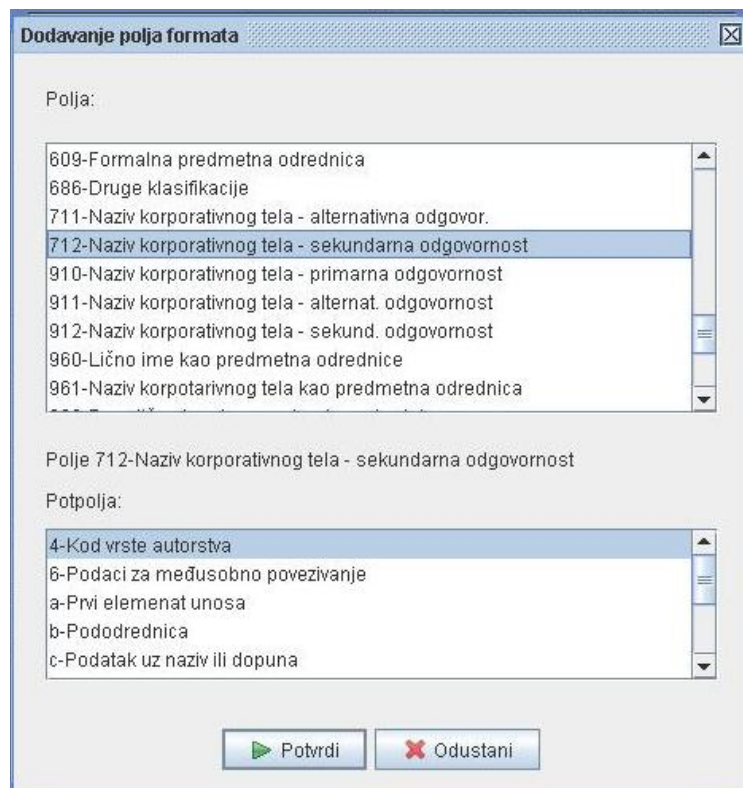 Dodavanje polja formata
Polja:
609-Formalna predmetna odrednica
686-Druge klasifikacije
711-Naziv korporativnog tela - alternativna odgovor.
712-Naziv korporativnog tela - sekundarna odgovornost
910-Naziv korporativnog tela - primarna odgovornost
911-Naziv korporativnog tela - alternat. odgovornost
912-Naziv korporativnog tela - sekund. odgovornost
960-Lično ime kao predmetna odrednice
961-Naziv korpotarivnog tela kao predmetna odrednica
Polje 712-Naziv korporativnog tela - sekundarna odgovornost
Potpolja:
4-Kod vrste autorstva
6-Podaci za međusobno povezivanje
a-Prvi elemenat unosa
b-Pododrednica
c-Podatak uz naziv ili dopuna
Potvrdi
Odustani